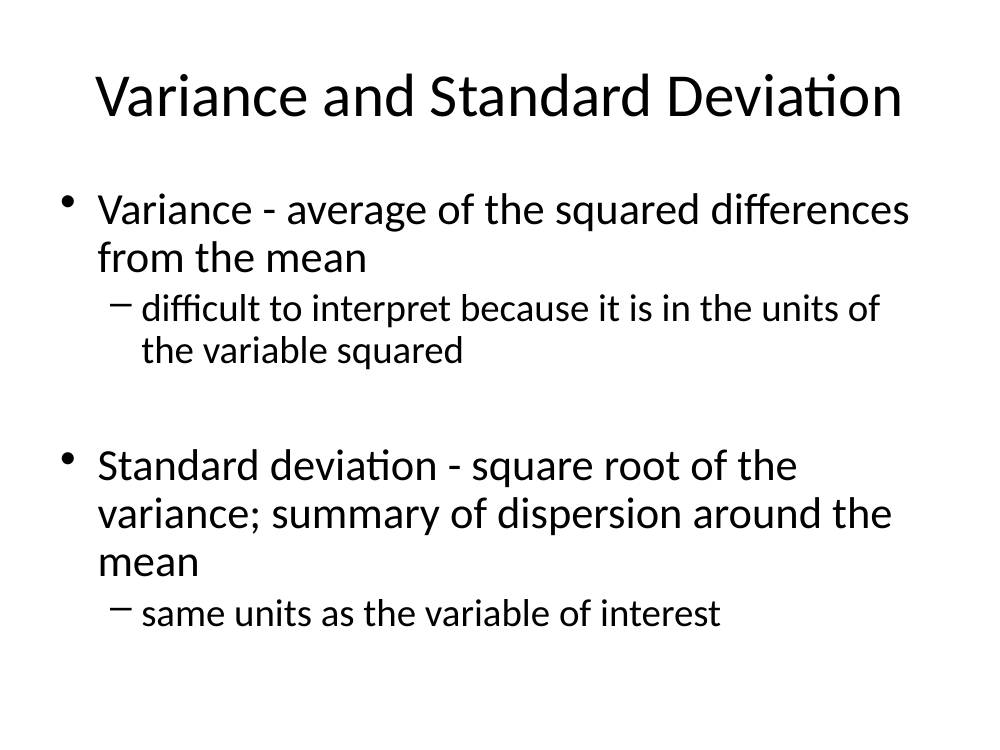 Variance and Standard Deviation
• Variance - average of the squared differences
from the mean
– difficult to interpret because it is in the units of
the variable squared
• Standard deviation - square root of the
variance; summary of dispersion around the
mean
– same units as the variable of interest